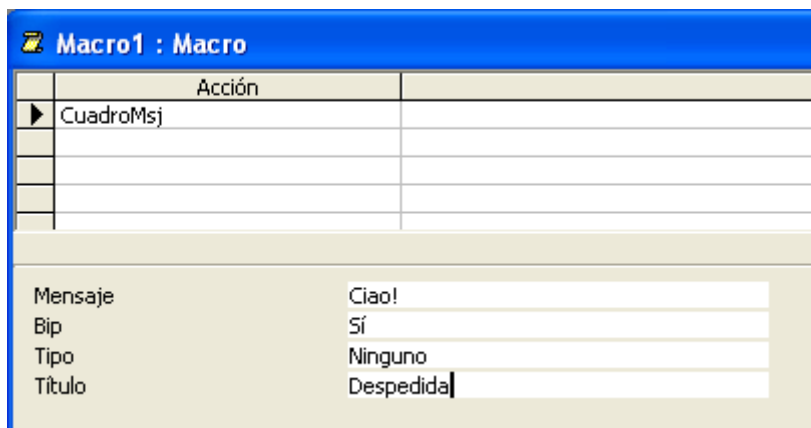 Macro1 : Macro
Acción
CuadroMsj
Mensaje Ciao!
Bip Sí
Tipo Ninguno
Título Despedida